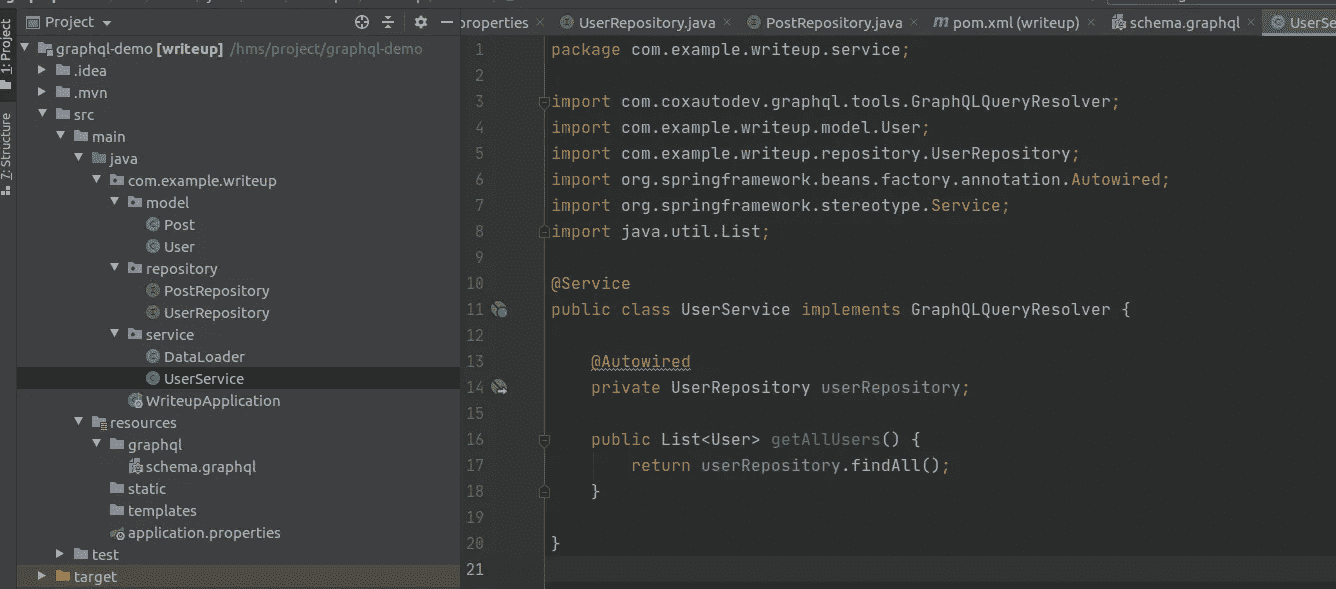 Project
graphql-demo [writeup] /hms/project/graphql-demo
.idea
.mvn
src
main
java
com.example.writeup
model
Post
User
repository
PostRepository
UserRepository
service
DataLoader
UserService
WriteupApplication
resources
graphql
schema.graphql
static
templates
application.properties
test
target
1: Project
7: Structure
properties
UserRepository.java
PostRepository.java
pom.xml (writeup)
schema.graphql
UserSe
1 package com.example.writeup.service;
2
3 import com.coxautodev.graphql.tools.GraphQLQueryResolver;
4 import com.example.writeup.model.User;
5 import com.example.writeup.repository.UserRepository;
6 import org.springframework.beans.factory.annotation.Autowired;
7 import org.springframework.stereotype.Service;
8 import java.util.List;
9
10 @Service
11 public class UserService implements GraphQLQueryResolver {
12
13 @Autowired
14 private UserRepository userRepository;
15
16 public List<User> getAllUsers() {
17 return userRepository.findAll();
18 }
19
20 }
21